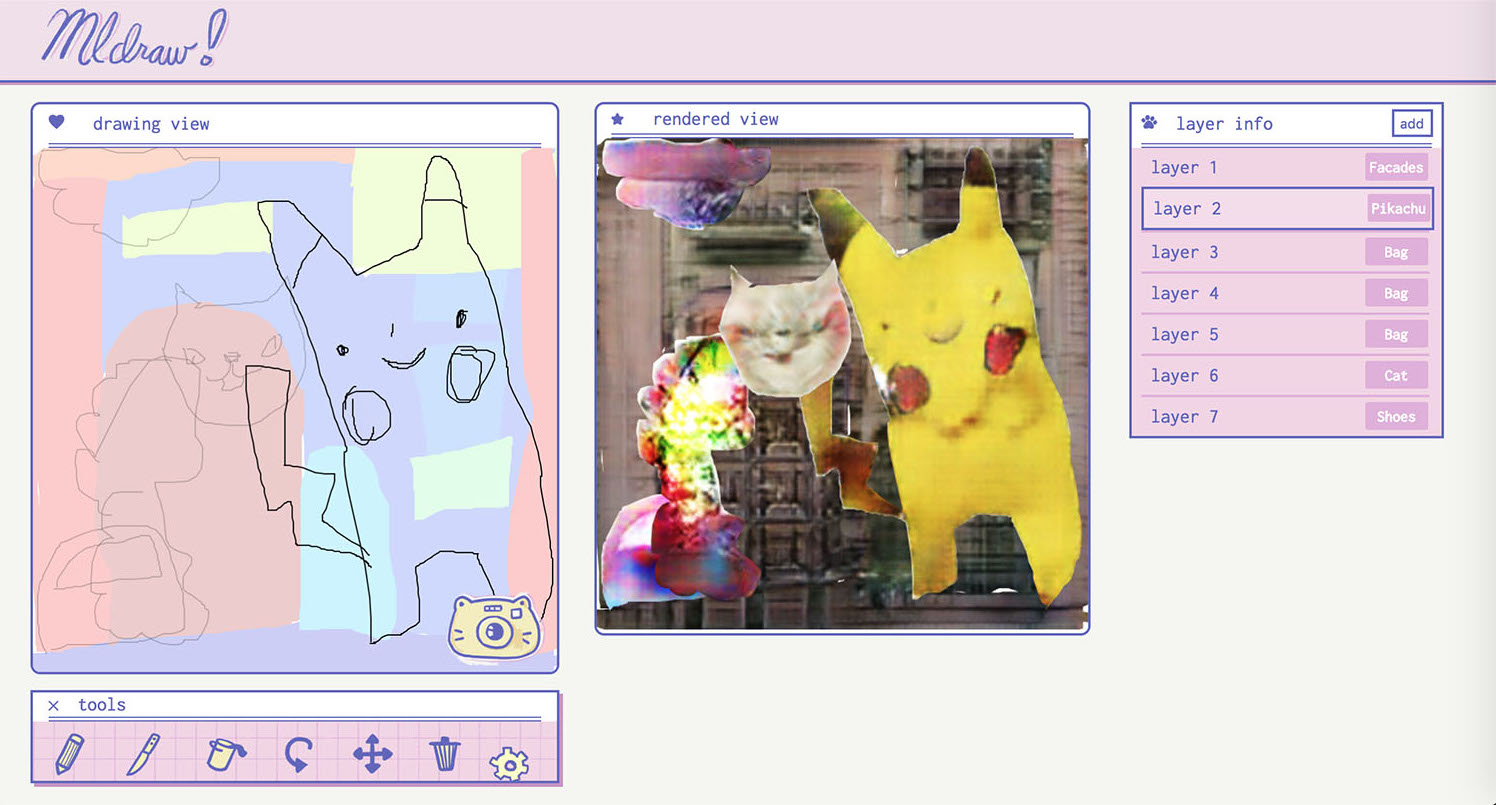 Mldraw!
drawing view
rendered view
layer info
add
layer 1 Facades
layer 2 Pikachu
layer 3 Bag
layer 4 Bag
layer 5 Bag
layer 6 Cat
layer 7 Shoes
tools